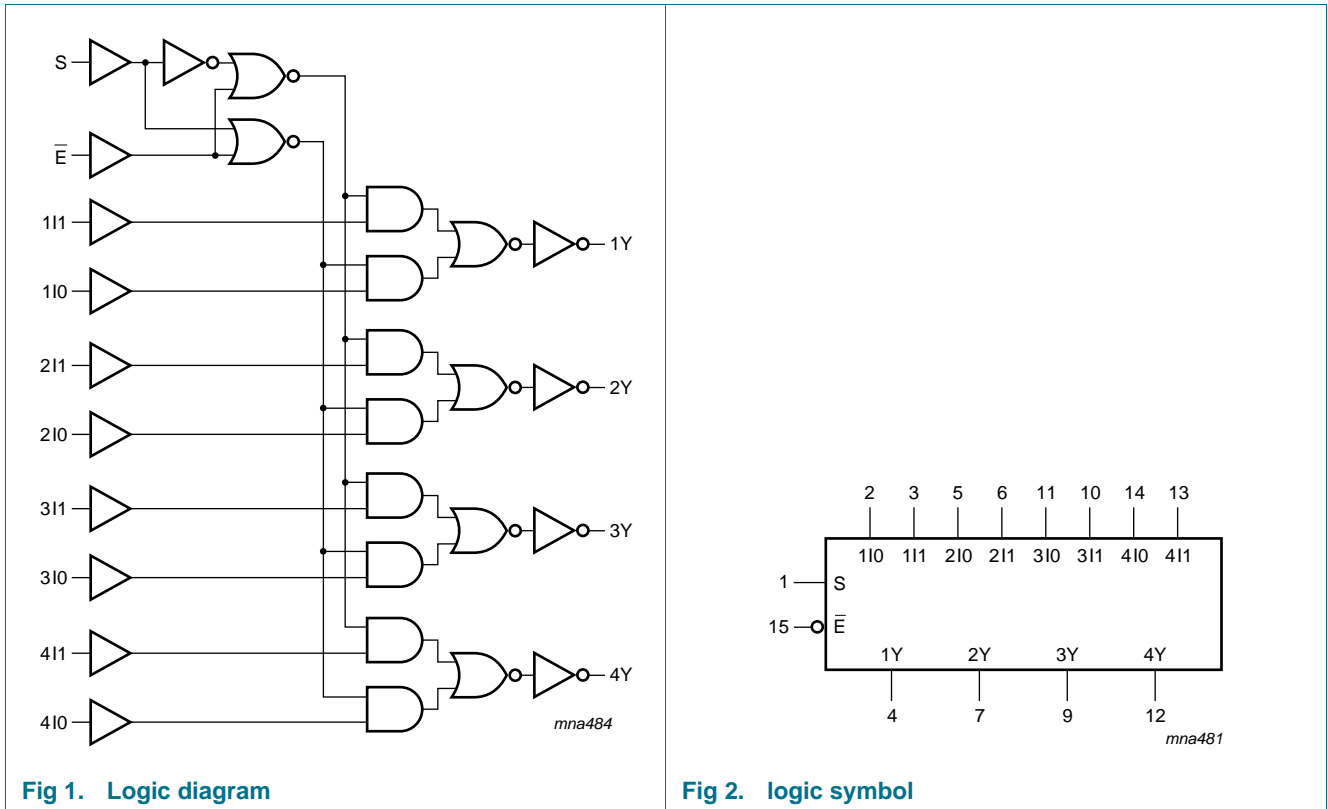 S
E̅
1I1
1I0
1Y
2I1
2I0
2Y
3I1
3I0
3Y
4I1
4I0
4Y
mna484
Fig 1. Logic diagram
2 3 5 6 11 10 14 13
1I0 1I1 2I0 2I1 3I0 3I1 4I0 4I1
1 S
15 E̅
1Y 2Y 3Y 4Y
4 7 9 12
mna481
Fig 2. logic symbol